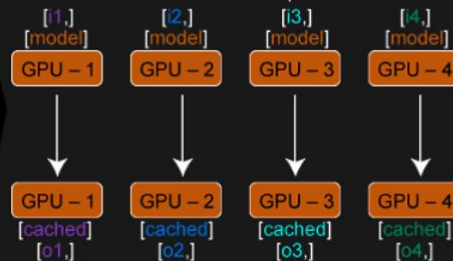 [i1,] [i2,] [i3,] [i4,]
[model] [model] [model] [model]
GPU – 1 GPU – 2 GPU – 3 GPU – 4
GPU – 1 GPU – 2 GPU – 3 GPU – 4
[cached] [cached] [cached] [cached]
[o1,] [o2,] [o3,] [o4,]